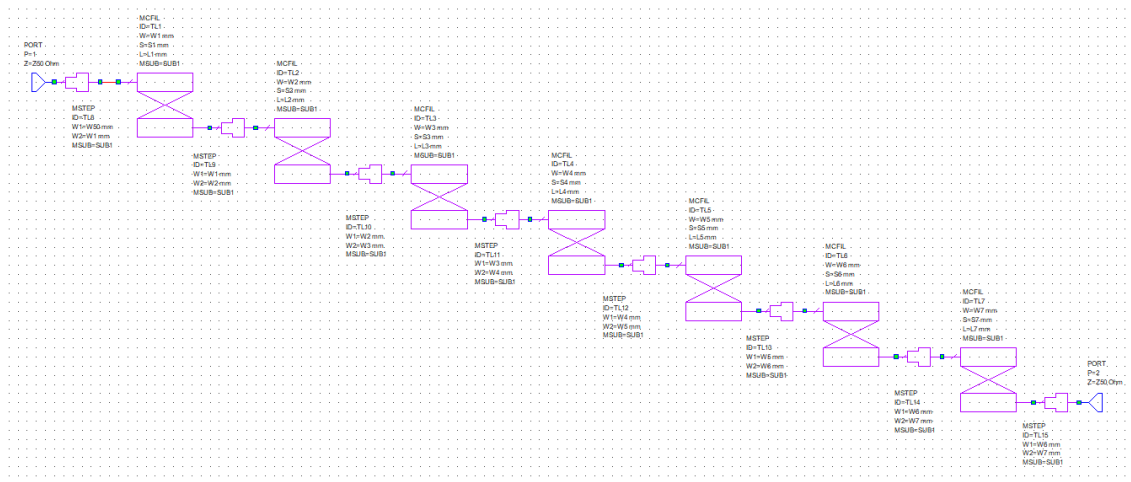 MCFIL
ID=TL1
W=W1 mm
S=S1 mm
L=L1 mm
MSUB=SUB1
PORT
P=1
Z=Z50 Ohm
MSTEP
ID=TL8
W1=W50 mm
W2=W1 mm
MSUB=SUB1
MCFIL
ID=TL2
W=W2 mm
S=S2 mm
L=L2 mm
MSUB=SUB1
MSTEP
ID=TL9
W1=W1 mm
W2=W2 mm
MSUB=SUB1
MCFIL
ID=TL3
W=W3 mm
S=S3 mm
L=L3 mm
MSUB=SUB1
MSTEP
ID=TL10
W1=W2 mm
W2=W3 mm
MSUB=SUB1
MCFIL
ID=TL4
W=W4 mm
S=S4 mm
L=L4 mm
MSUB=SUB1
MSTEP
ID=TL11
W1=W3 mm
W2=W4 mm
MSUB=SUB1
MCFIL
ID=TL5
W=W5 mm
S=S5 mm
L=L5 mm
MSUB=SUB1
MSTEP
ID=TL12
W1=W4 mm
W2=W5 mm
MSUB=SUB1
MCFIL
ID=TL6
W=W6 mm
S=S6 mm
L=L6 mm
MSUB=SUB1
MSTEP
ID=TL13
W1=W5 mm
W2=W6 mm
MSUB=SUB1
MCFIL
ID=TL7
W=W7 mm
S=S7 mm
L=L7 mm
MSUB=SUB1
MSTEP
ID=TL14
W1=W6 mm
W2=W7 mm
MSUB=SUB1
PORT
P=2
Z=Z50 Ohm
MSTEP
ID=TL15
W1=W6 mm
W2=W7 mm
MSUB=SUB1